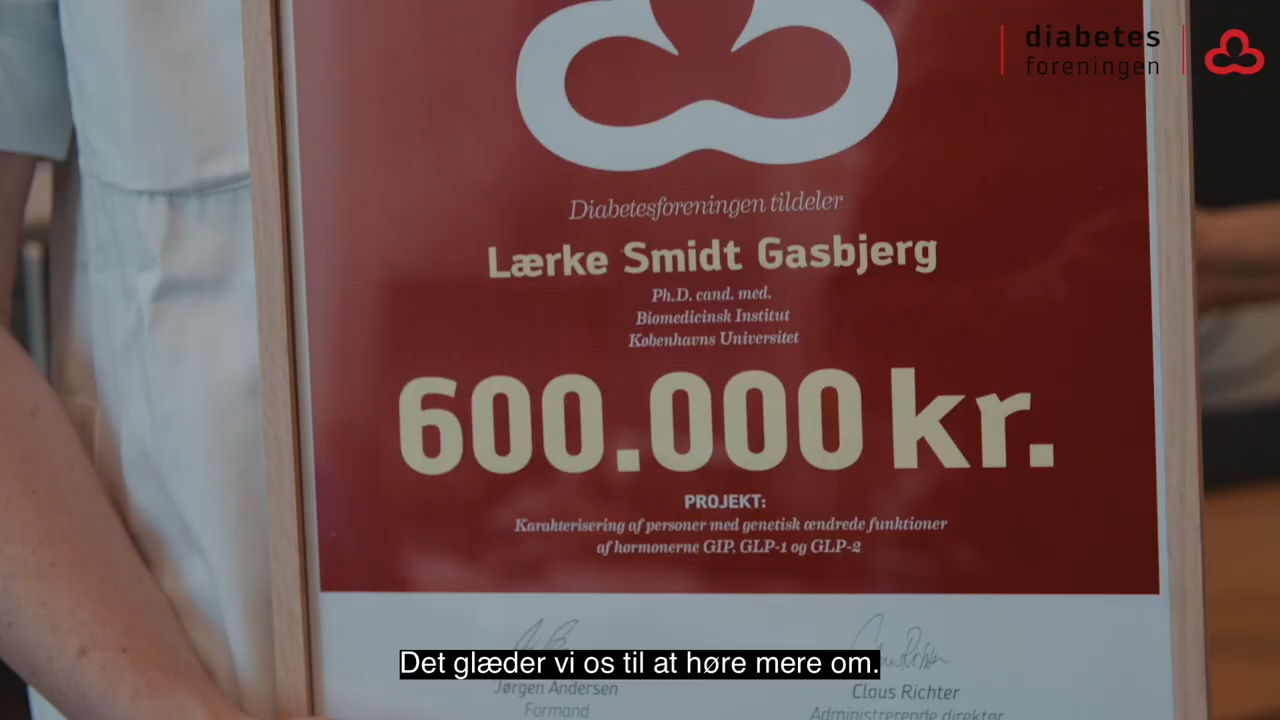 diabetes
foreningen
Diabetesforeningen tildeler
Lærke Smidt Gasbjerg
Ph.D. cand. med.
Biomedicinsk Institut
Københavns Universitet
600.000 kr.
PROJEKT:
Karakterisering af personer med genetisk ændrede funktioner
af hormonerne GIP, GLP-1 og GLP-2
Det glæder vi os til at høre mere om.
Jørgen Andersen
Claus Richter
Formand
Administrerende direktør